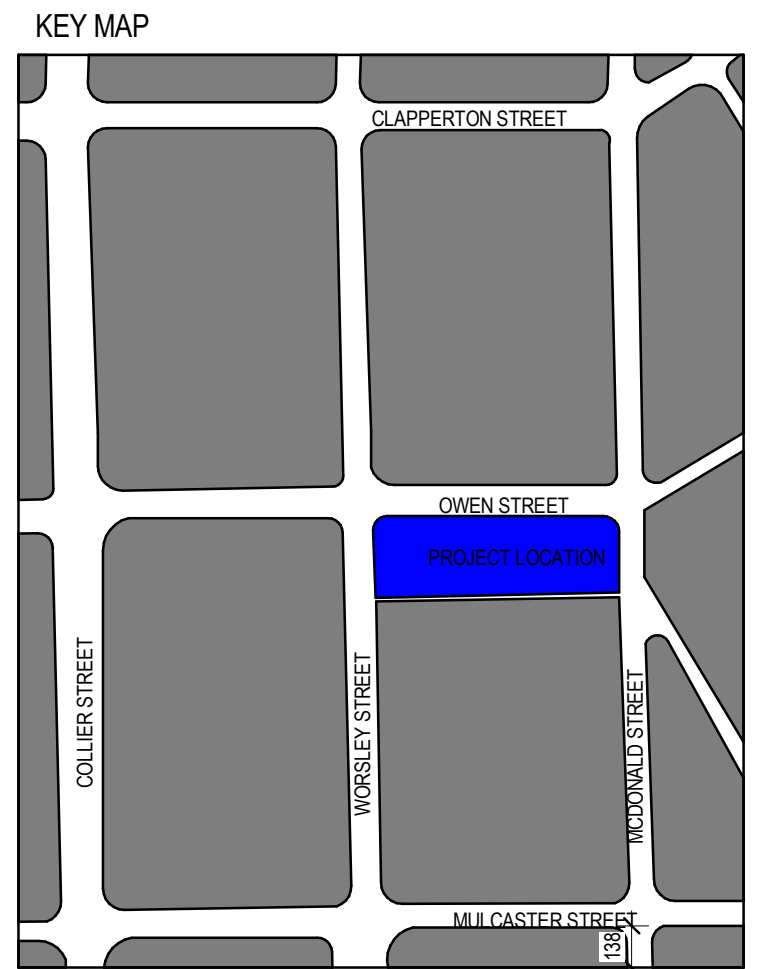 KEY MAP
CLAPPERTON STREET
OWEN STREET
PROJECT LOCATION
COLLIER STREET
WORSLEY STREET
MCDONALD STREET
MULCASTER STREET
138